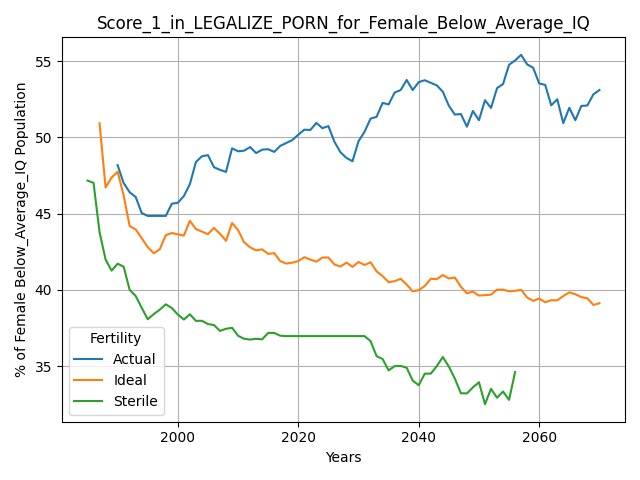 Score_1_in_LEGALIZE_PORN_for_Female_Below_Average_IQ
% of Female Below_Average_IQ Population
55
50
45
40
35
Fertility
Actual
Ideal
Sterile
2000
2020
2040
2060
Years